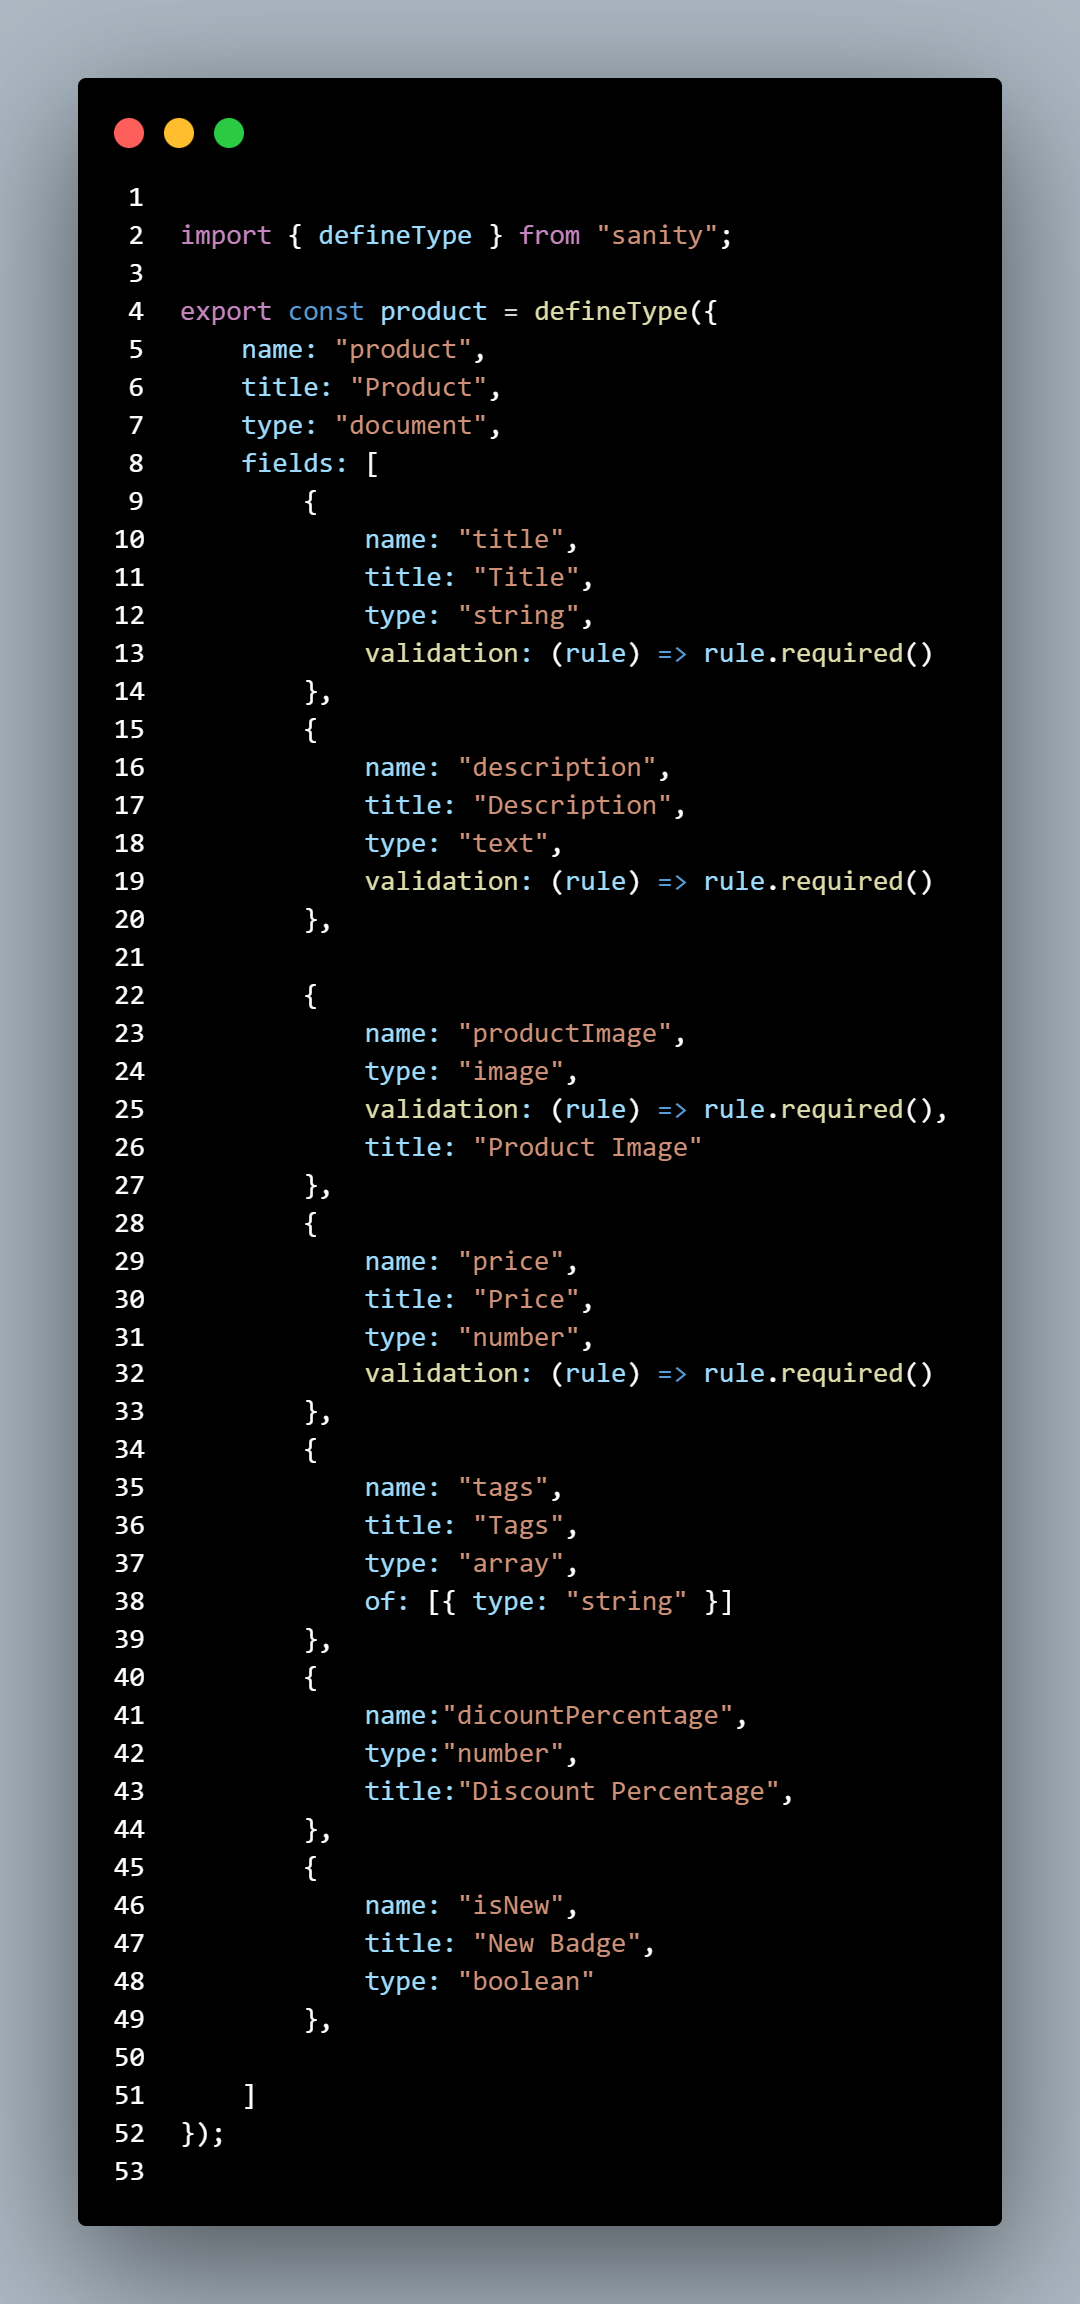 1
2 import { defineType } from "sanity";
3
4 export const product = defineType({
5     name: "product",
6     title: "Product",
7     type: "document",
8     fields: [
9         {
10             name: "title",
11             title: "Title",
12             type: "string",
13             validation: (rule) => rule.required()
14         },
15         {
16             name: "description",
17             title: "Description",
18             type: "text",
19             validation: (rule) => rule.required()
20         },
21
22         {
23             name: "productImage",
24             type: "image",
25             validation: (rule) => rule.required(),
26             title: "Product Image"
27         },
28         {
29             name: "price",
30             title: "Price",
31             type: "number",
32             validation: (rule) => rule.required()
33         },
34         {
35             name: "tags",
36             title: "Tags",
37             type: "array",
38             of: [{ type: "string" }]
39         },
40         {
41             name:"dicountPercentage",
42             type:"number",
43             title:"Discount Percentage",
44         },
45         {
46             name: "isNew",
47             title: "New Badge",
48             type: "boolean"
49         },
50
51     ]
52 });
53